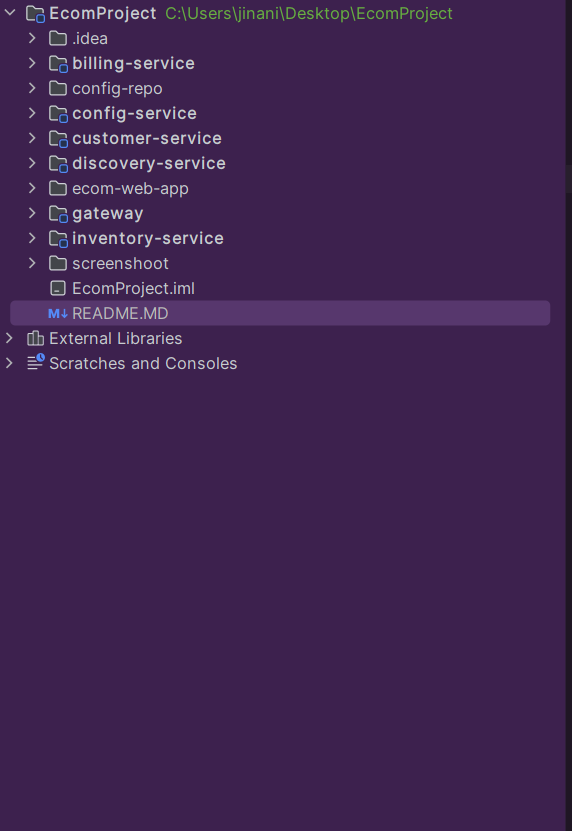 EcomProject C:\Users\jinani\Desktop\EcomProject
.idea
billing-service
config-repo
config-service
customer-service
discovery-service
ecom-web-app
gateway
inventory-service
screenshoot
EcomProject.iml
M↓ README.MD
External Libraries
Scratches and Consoles